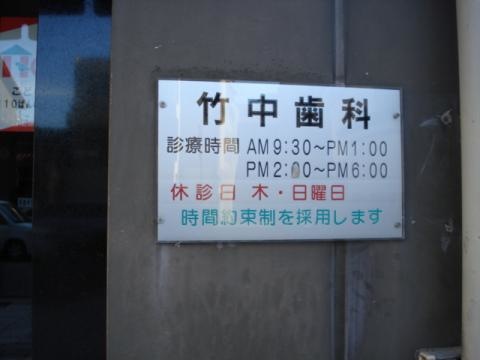 竹中歯科
診療時間 AM9:30〜PM1:00
PM2:00〜PM6:00
休診日 木・日曜日
時間約束制を採用します